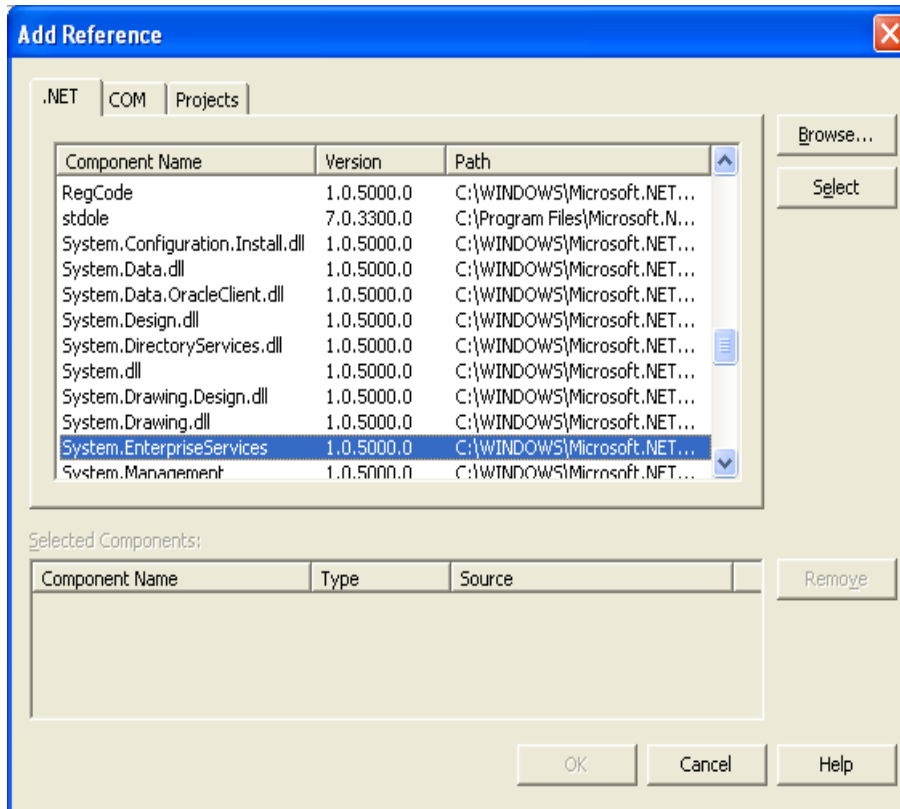 Add Reference
.NET COM Projects
Browse...
Component Name Version Path
Select
RegCode 1.0.5000.0 C:\WINDOWS\Microsoft.NET...
stdole 7.0.3300.0 C:\Program Files\Microsoft.N...
System.Configuration.Install.dll 1.0.5000.0 C:\WINDOWS\Microsoft.NET...
System.Data.dll 1.0.5000.0 C:\WINDOWS\Microsoft.NET...
System.Data.OracleClient.dll 1.0.5000.0 C:\WINDOWS\Microsoft.NET...
System.Design.dll 1.0.5000.0 C:\WINDOWS\Microsoft.NET...
System.DirectoryServices.dll 1.0.5000.0 C:\WINDOWS\Microsoft.NET...
System.dll 1.0.5000.0 C:\WINDOWS\Microsoft.NET...
System.Drawing.Design.dll 1.0.5000.0 C:\WINDOWS\Microsoft.NET...
System.Drawing.dll 1.0.5000.0 C:\WINDOWS\Microsoft.NET...
System.EnterpriseServices 1.0.5000.0 C:\WINDOWS\Microsoft.NET...
System.Management 1.0.5000.0 C:\WINDOWS\Microsoft.NET...
Selected Components:
Component Name Type Source
Remove
OK Cancel Help